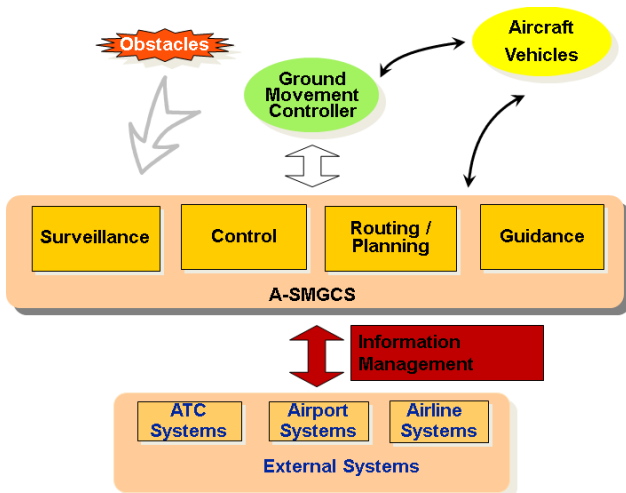 Obstacles
Aircraft
Vehicles
Ground
Movement
Controller
Surveillance
Control
Routing /
Planning
Guidance
A-SMGCS
Information
Management
ATC
Systems
Airport
Systems
Airline
Systems
External Systems